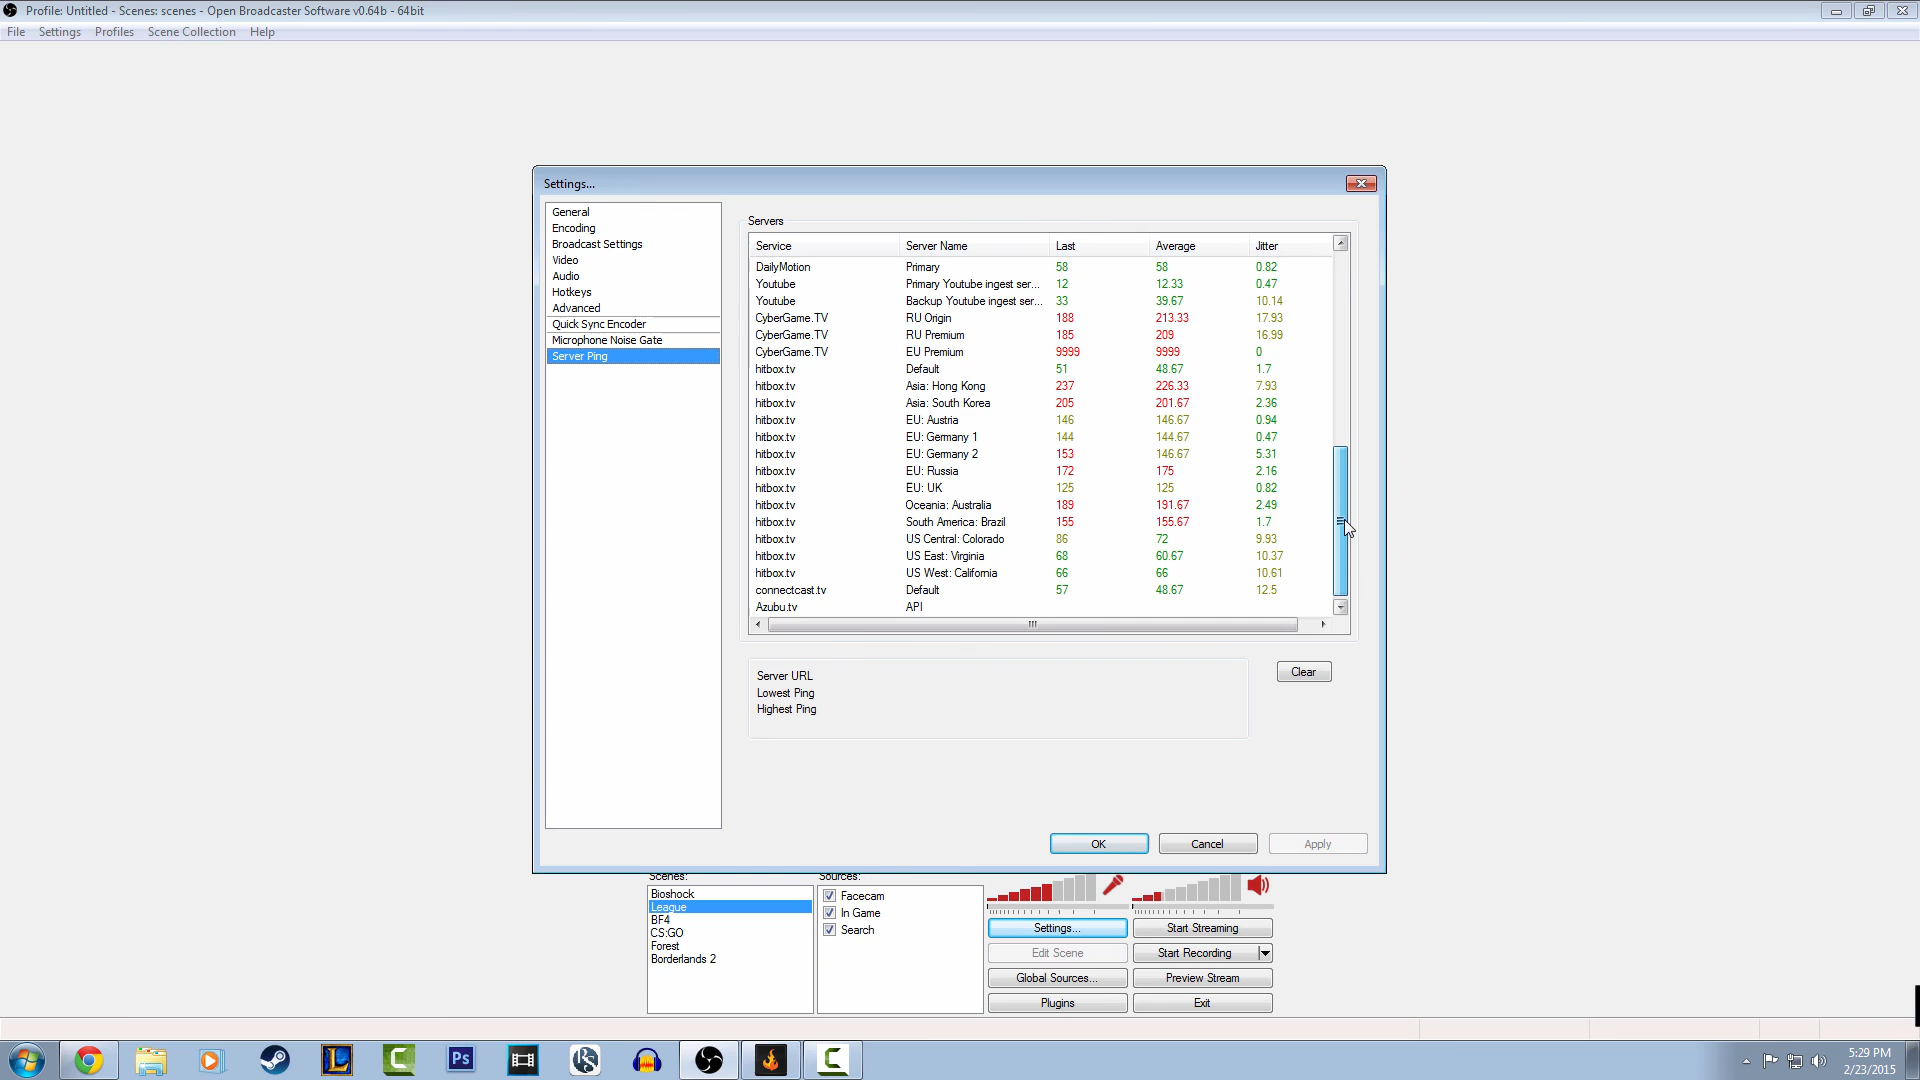 Profile: Untitled - Scenes: scenes - Open Broadcaster Software v0.64b - 64bit
File Settings Profiles Scene Collection Help
Settings...
General
Encoding
Broadcast Settings
Video
Audio
Hotkeys
Advanced
Quick Sync Encoder
Microphone Noise Gate
Server Ping
Servers
Service Server Name Last Average Jitter
DailyMotion Primary 58 58 0.82
Youtube Primary Youtube ingest ser... 12 12.33 0.47
Youtube Backup Youtube ingest ser... 33 39.67 10.14
CyberGame.TV RU Origin 188 213.33 17.93
CyberGame.TV RU Premium 185 209 16.99
CyberGame.TV EU Premium 9999 9999 0
hitbox.tv Default 51 48.67 1.7
hitbox.tv Asia: Hong Kong 237 226.33 7.93
hitbox.tv Asia: South Korea 205 201.67 2.36
hitbox.tv EU: Austria 146 146.67 0.94
hitbox.tv EU: Germany 1 144 144.67 0.47
hitbox.tv EU: Germany 2 153 146.67 5.31
hitbox.tv EU: Russia 172 175 2.16
hitbox.tv EU: UK 125 125 0.82
hitbox.tv Oceania: Australia 189 191.67 2.49
hitbox.tv South America: Brazil 155 155.67 1.7
hitbox.tv US Central: Colorado 86 72 9.93
hitbox.tv US East: Virginia 68 60.67 10.37
hitbox.tv US West: California 66 66 10.61
connectcast.tv Default 57 48.67 12.5
Azubu.tv API
Server URL
Lowest Ping
Highest Ping
Clear
OK Cancel Apply
Scenes:
Bioshock
League
BF4
CS:GO
Forest
Borderlands 2
Sources:
Facecam
In Game
Search
Settings... Start Streaming
Edit Scene Start Recording
Global Sources... Preview Stream
Plugins Exit
Ps
5:29 PM
2/23/2015